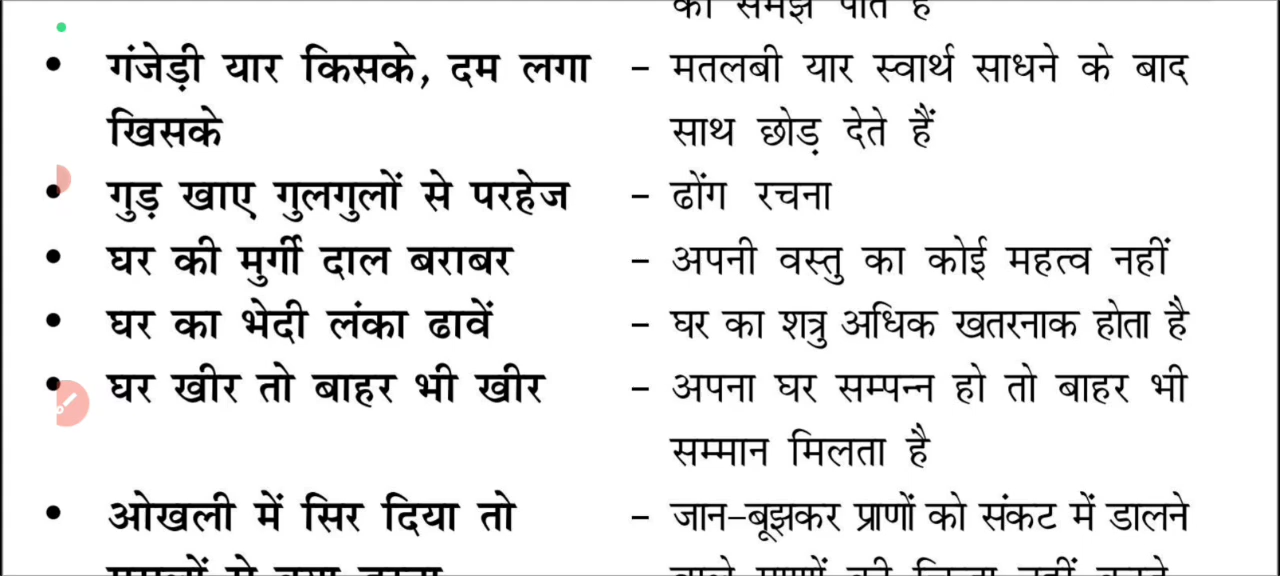 को समझ पाते हैं
• गंजेड़ी यार किसके, दम लगा – मतलबी यार स्वार्थ साधने के बाद
खिसके साथ छोड़ देते हैं
• गुड़ खाए गुलगुलों से परहेज – ढोंग रचना
• घर की मुर्गी दाल बराबर – अपनी वस्तु का कोई महत्व नहीं
• घर का भेदी लंका ढावें – घर का शत्रु अधिक खतरनाक होता है
• घर खीर तो बाहर भी खीर – अपना घर सम्पन्न हो तो बाहर भी
सम्मान मिलता है
• ओखली में सिर दिया तो – जान-बूझकर प्राणों को संकट में डालने